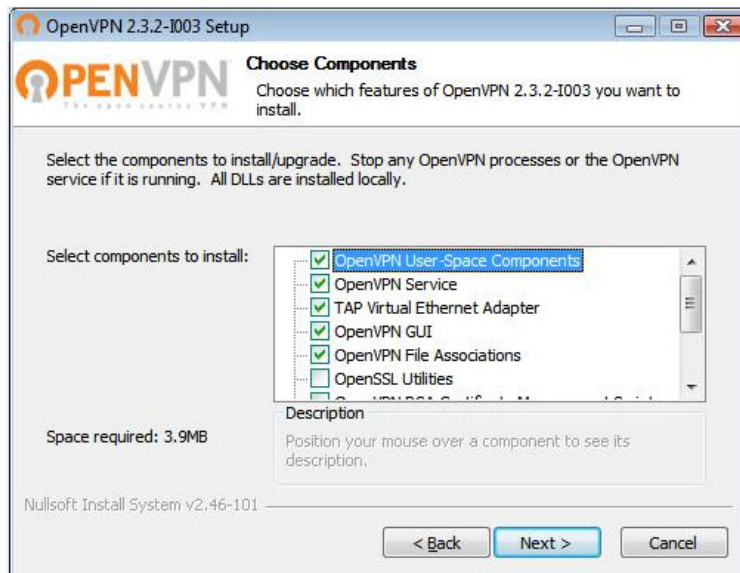 OpenVPN 2.3.2-I003 Setup
OPENVPN
The open source VPN
Choose Components
Choose which features of OpenVPN 2.3.2-I003 you want to
install.
Select the components to install/upgrade. Stop any OpenVPN processes or the OpenVPN
service if it is running. All DLLs are installed locally.
Select components to install:
OpenVPN User-Space Components
OpenVPN Service
TAP Virtual Ethernet Adapter
OpenVPN GUI
OpenVPN File Associations
OpenSSL Utilities
Space required: 3.9MB
Description
Position your mouse over a component to see its
description.
Nullsoft Install System v2.46-101
< Back
Next >
Cancel